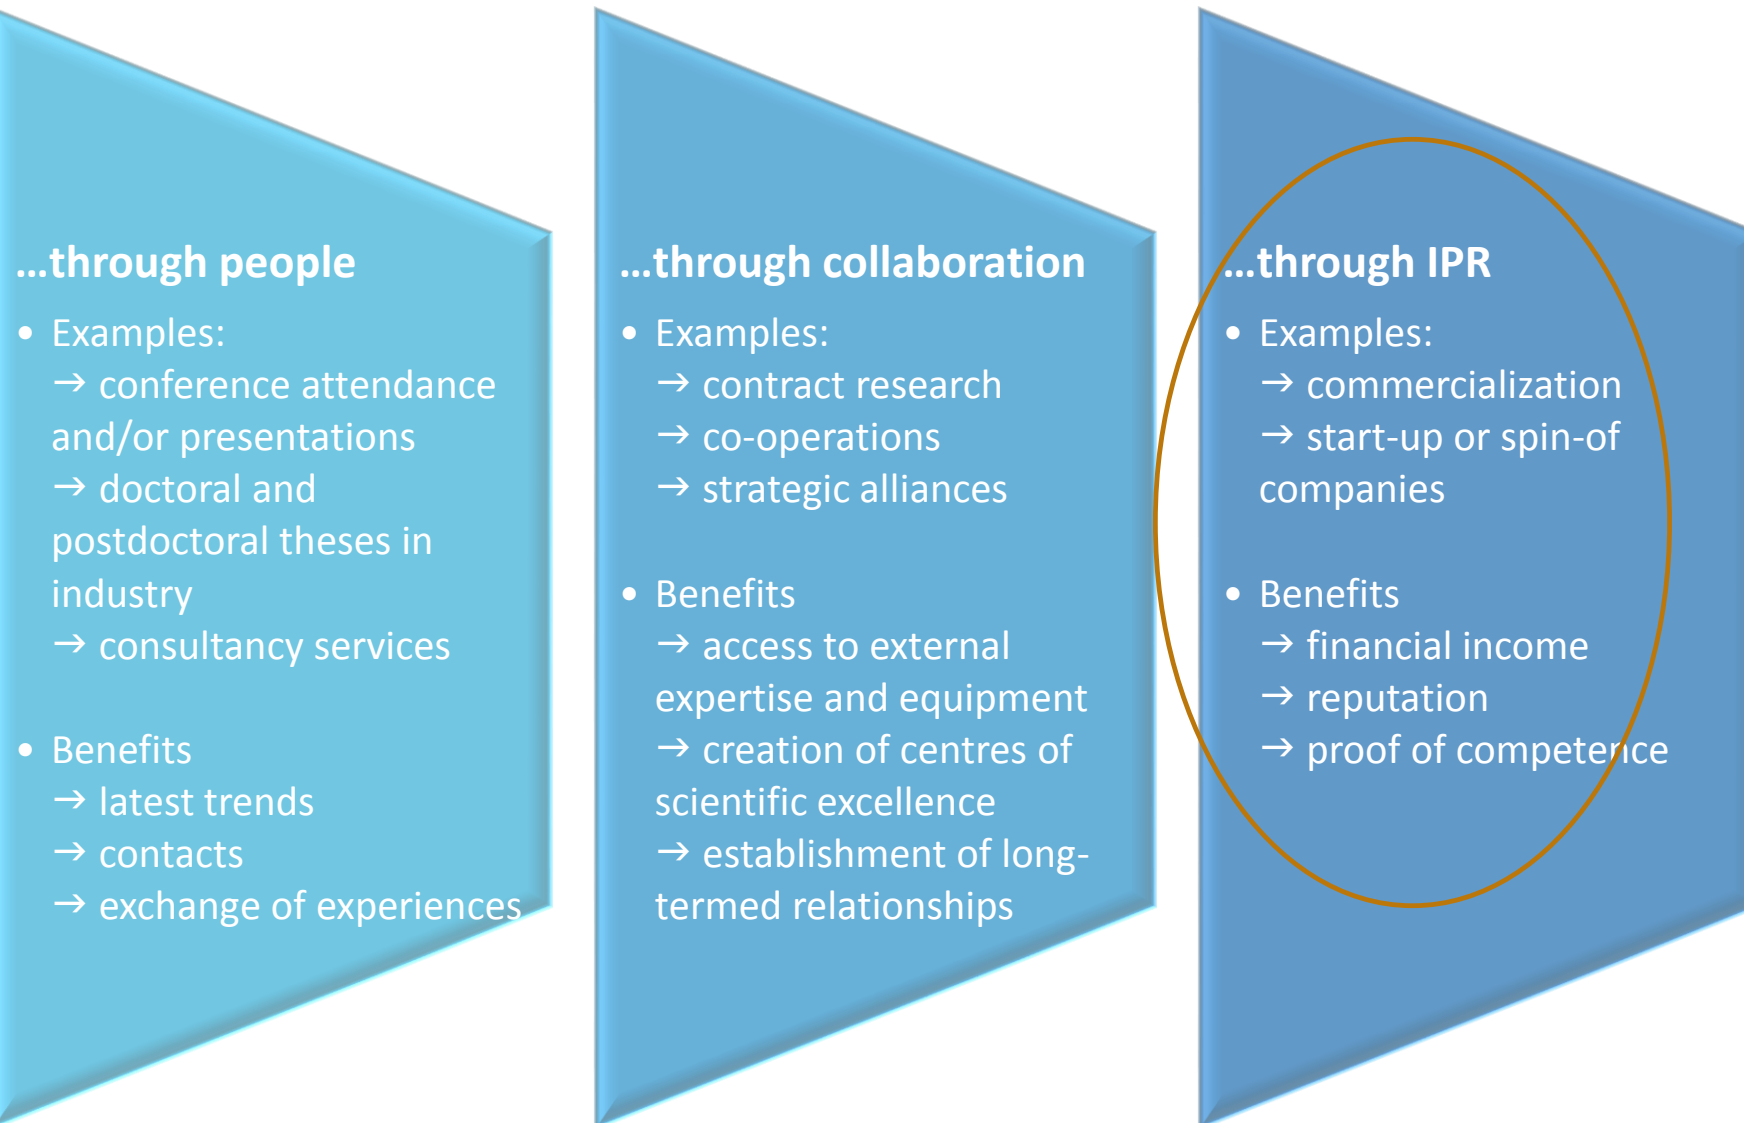 ...through people
• Examples:
→ conference attendance
and/or presentations
→ doctoral and
postdoctoral theses in
industry
→ consultancy services
• Benefits
→ latest trends
→ contacts
→ exchange of experiences
...through collaboration
• Examples:
→ contract research
→ co-operations
→ strategic alliances
• Benefits
→ access to external
expertise and equipment
→ creation of centres of
scientific excellence
→ establishment of long-
termed relationships
...through IPR
• Examples:
→ commercialization
→ start-up or spin-of
companies
• Benefits
→ financial income
→ reputation
→ proof of competence